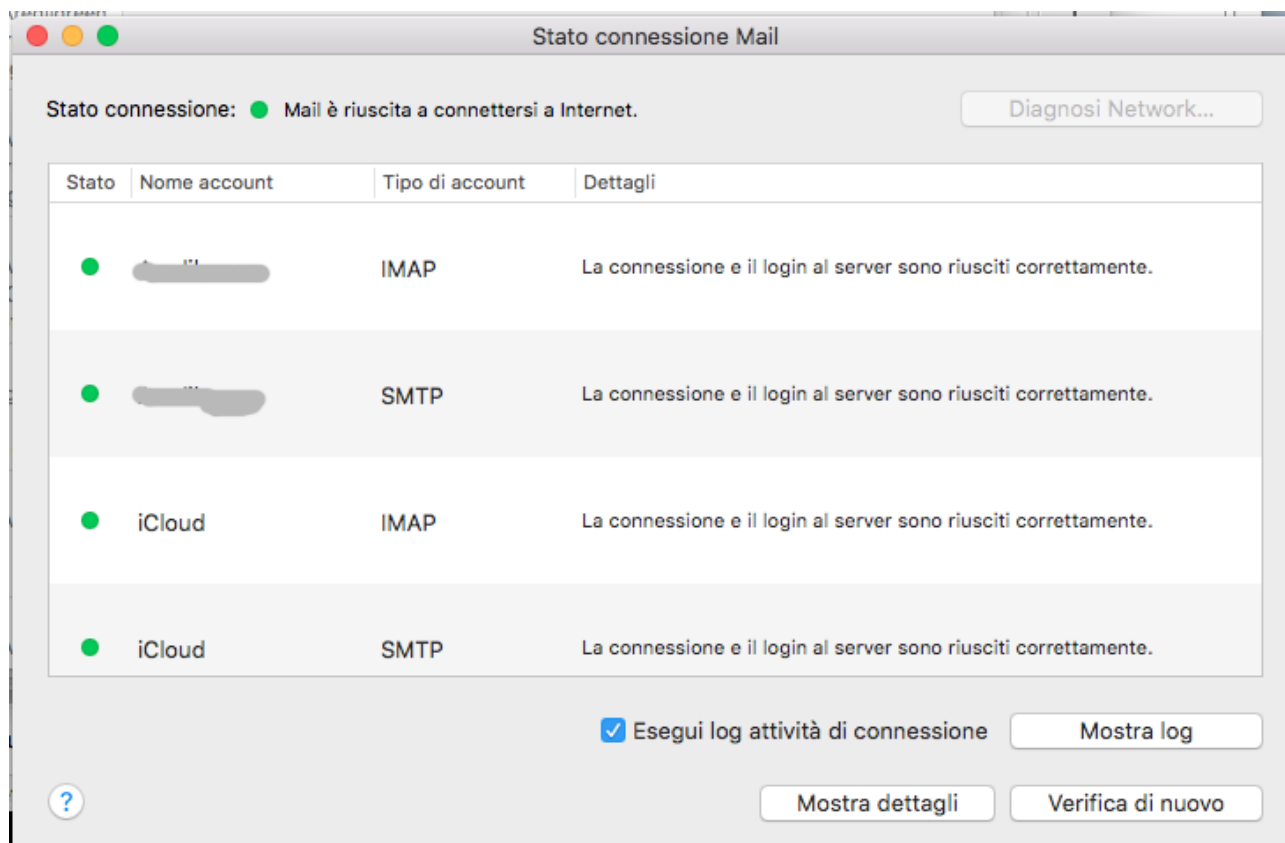 Stato connessione Mail
Stato connessione: Mail è riuscita a connettersi a Internet.
Diagnosi Network...
Stato Nome account Tipo di account Dettagli
IMAP La connessione e il login al server sono riusciti correttamente.
SMTP La connessione e il login al server sono riusciti correttamente.
iCloud IMAP La connessione e il login al server sono riusciti correttamente.
iCloud SMTP La connessione e il login al server sono riusciti correttamente.
Esegui log attività di connessione Mostra log
? Mostra dettagli Verifica di nuovo